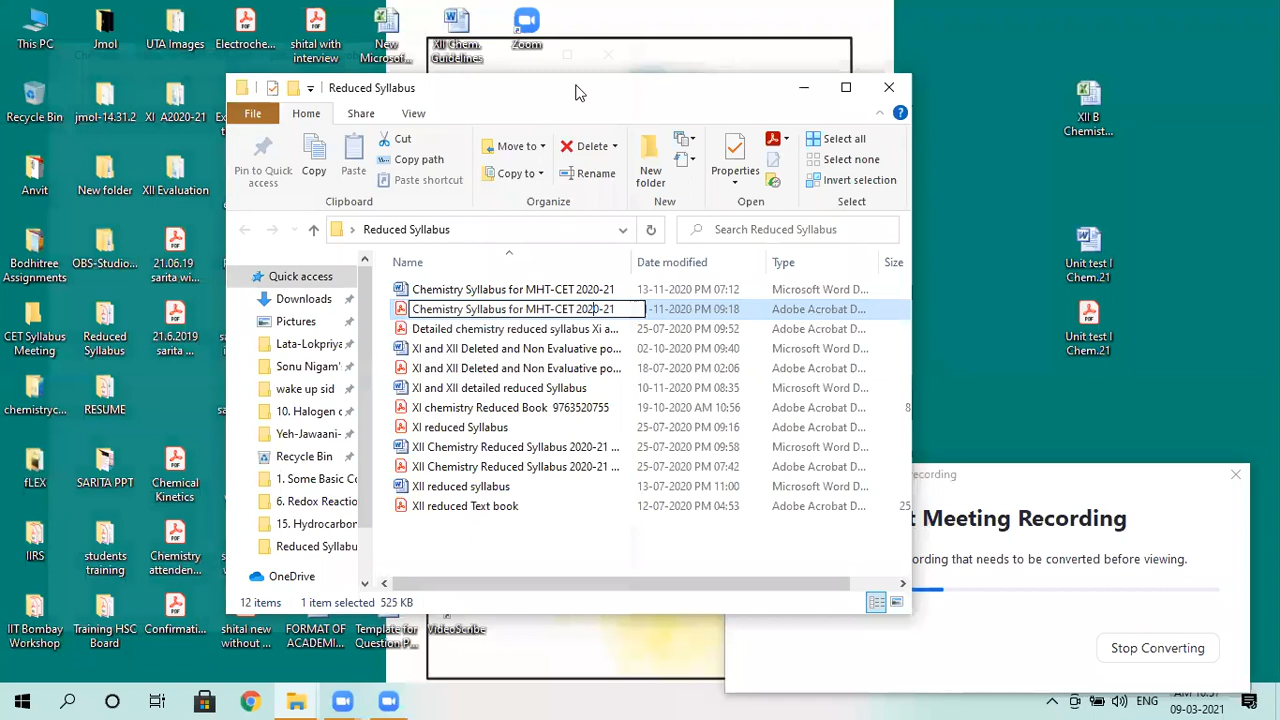 This PC
Jmol
UTA Images
Electroche...
shital with
interview
New
Microsof...
XII Chem.
Guidelines
Zoom
Recycle Bin
jmol-14.31.2
XI_A2020-21
Anvit
New folder
XII Evaluation
Bodhitree
Assignments
OBS-Studio...
21.06.19
sarita wi...
CET Syllabus
Meeting
Reduced
Syllabus
21.6.2019
sarita ...
chemistryc...
RESUME
fLEX
SARITA PPT
Chemical
Kinetics
IIRS
students
training
Chemistry
attenden...
IIT Bombay
Workshop
Training HSC
Board
Confirmati...
shital new
without ...
FORMAT OF
ACADEMI...
Template for
Question P...
VideoScribe
XII B
Chemist...
Unit test I
Chem.21
Unit test I
Chem.21
Reduced Syllabus
File
Home
Share
View
Pin to Quick
access
Copy
Paste
Cut
Copy path
Paste shortcut
Clipboard
Move to
Copy to
Delete
Rename
Organize
New
folder
New
Properties
Open
Select all
Select none
Invert selection
Select
Reduced Syllabus
Search Reduced Syllabus
Name
Date modified
Type
Size
Quick access
Downloads
Pictures
Lata-Lokpriya
Sonu Nigam'
wake up sid
10. Halogen c
Yeh-Jawaani-
Recycle Bin
1. Some Basic C
6. Redox Reactio
15. Hydrocarbon
Reduced Syllabu
OneDrive
Chemistry Syllabus for MHT-CET 2020-21 13-11-2020 PM 07:12 Microsoft Word D...
Chemistry Syllabus for MHT-CET 2020-21 -11-2020 PM 09:18 Adobe Acrobat D...
Detailed chemistry reduced syllabus Xi a... 25-07-2020 PM 09:52 Adobe Acrobat D...
XI and XII Deleted and Non Evaluative po... 02-10-2020 PM 09:40 Microsoft Word D...
XI and XII Deleted and Non Evaluative po... 18-07-2020 PM 02:06 Adobe Acrobat D...
XI and XII detailed reduced Syllabus 10-11-2020 PM 08:35 Microsoft Word D...
XI chemistry Reduced Book 9763520755 19-10-2020 AM 10:56 Adobe Acrobat D... 8
XI reduced Syllabus 25-07-2020 PM 09:16 Adobe Acrobat D...
XII Chemistry Reduced Syllabus 2020-21 ... 25-07-2020 PM 09:58 Microsoft Word D...
XII Chemistry Reduced Syllabus 2020-21 ... 25-07-2020 PM 07:42 Adobe Acrobat D...
XII reduced syllabus 13-07-2020 PM 11:00 Microsoft Word D...
XII reduced Text book 12-07-2020 PM 04:53 Adobe Acrobat D... 25
12 items 1 item selected 525 KB
ecording
t Meeting Recording
ording that needs to be converted before viewing.
Stop Converting
ENG
09-03-2021